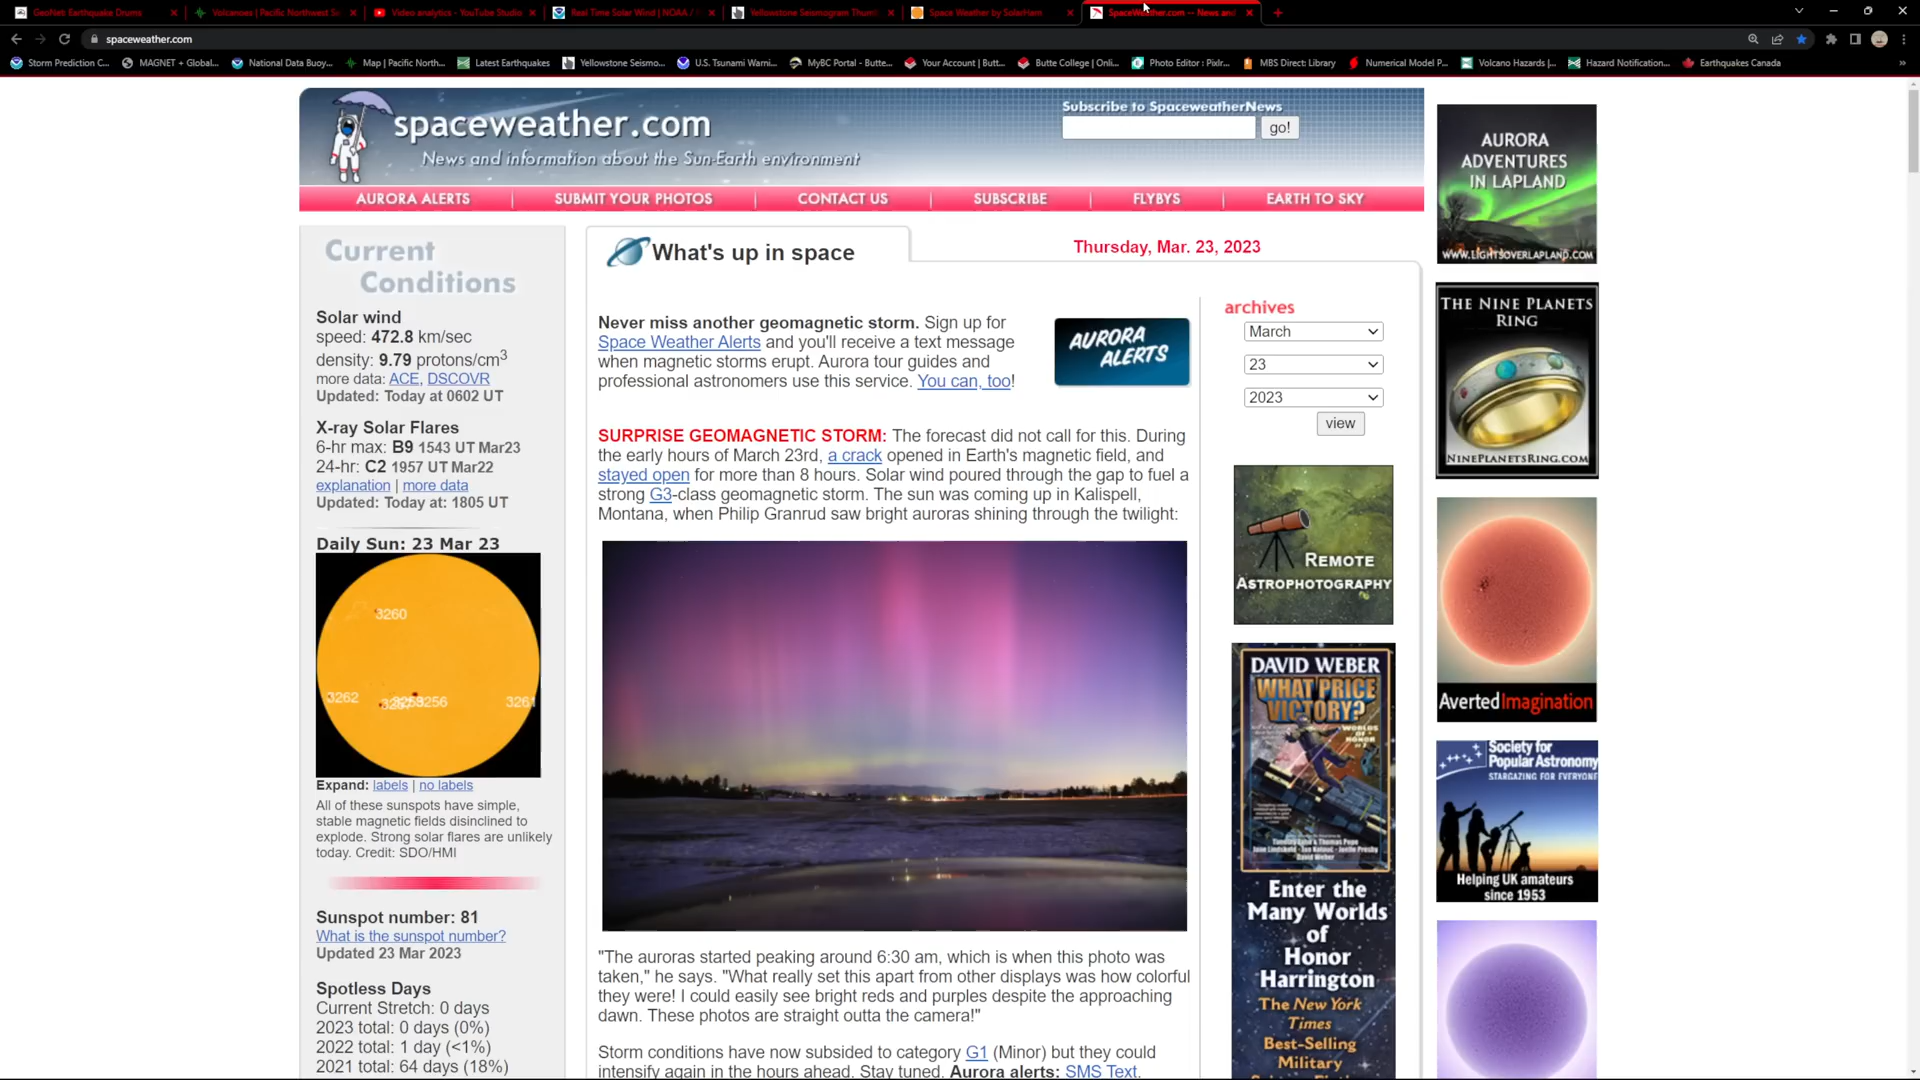 GeoNet Earthquake Drums
Volcanoes | Pacific Northwest Se
Video analytics - YouTube Studio
Real Time Solar Wind | NOAA /
Yellowstone Seismogram Thum
Space Weather by SolarHam
SpaceWeather.com -- News and
spaceweather.com
Storm Prediction C...
MAGNET + Global...
National Data Buoy...
Map | Pacific North...
Latest Earthquakes
Yellowstone Seismo...
U.S. Tsunami Warni...
MyBC Portal - Butte...
Your Account | Butt...
Butte College | Onli...
Photo Editor : Pixlr...
MBS Direct Library
Numerical Model P...
Volcano Hazards |...
Hazard Notification...
Earthquakes Canada
»
spaceweather.com
News and information about the Sun-Earth environment
Subscribe to SpaceweatherNews
go!
AURORA ALERTS | SUBMIT YOUR PHOTOS | CONTACT US | SUBSCRIBE | FLYBYS | EARTH TO SKY
Current
Conditions
Solar wind
speed: 472.8 km/sec
density: 9.79 protons/cm3
more data: ACE, DSCOVR
Updated: Today at 0602 UT
X-ray Solar Flares
6-hr max: B9 1543 UT Mar23
24-hr: C2 1957 UT Mar22
explanation | more data
Updated: Today at: 1805 UT
Daily Sun: 23 Mar 23
3260
3262
3256
3261
Expand: labels | no labels
All of these sunspots have simple,
stable magnetic fields disinclined to
explode. Strong solar flares are unlikely
today. Credit: SDO/HMI
Sunspot number: 81
What is the sunspot number?
Updated 23 Mar 2023
Spotless Days
Current Stretch: 0 days
2023 total: 0 days (0%)
2022 total: 1 day (<1%)
2021 total: 64 days (18%)
What's up in space
Thursday, Mar. 23, 2023
Never miss another geomagnetic storm. Sign up for
Space Weather Alerts and you'll receive a text message
when magnetic storms erupt. Aurora tour guides and
professional astronomers use this service. You can, too!
AURORA
ALERTS
SURPRISE GEOMAGNETIC STORM: The forecast did not call for this. During
the early hours of March 23rd, a crack opened in Earth's magnetic field, and
stayed open for more than 8 hours. Solar wind poured through the gap to fuel a
strong G3-class geomagnetic storm. The sun was coming up in Kalispell,
Montana, when Philip Granrud saw bright auroras shining through the twilight:
"The auroras started peaking around 6:30 am, which is when this photo was
taken," he says. "What really set this apart from other displays was how colorful
they were! I could easily see bright reds and purples despite the approaching
dawn. These photos are straight outta the camera!"
Storm conditions have now subsided to category G1 (Minor) but they could
intensify again in the hours ahead. Stay tuned. Aurora alerts: SMS Text.
archives
March
23
2023
view
REMOTE
ASTROPHOTOGRAPHY
DAVID WEBER
WHAT PRICE
VICTORY?
WORLDS
OF
HONOR
David Weber
Enter the
Many Worlds
of
Honor
Harrington
The New York
Times
Best-Selling
Military
AURORA
ADVENTURES
IN LAPLAND
WWW.LIGHTSOVERLAPLAND.COM
THE NINE PLANETS
RING
NINEPLANETSRING.COM
AvertedImagination
Society for
Popular Astronomy
STARGAZING FOR EVERYONE
Helping UK amateurs
since 1953